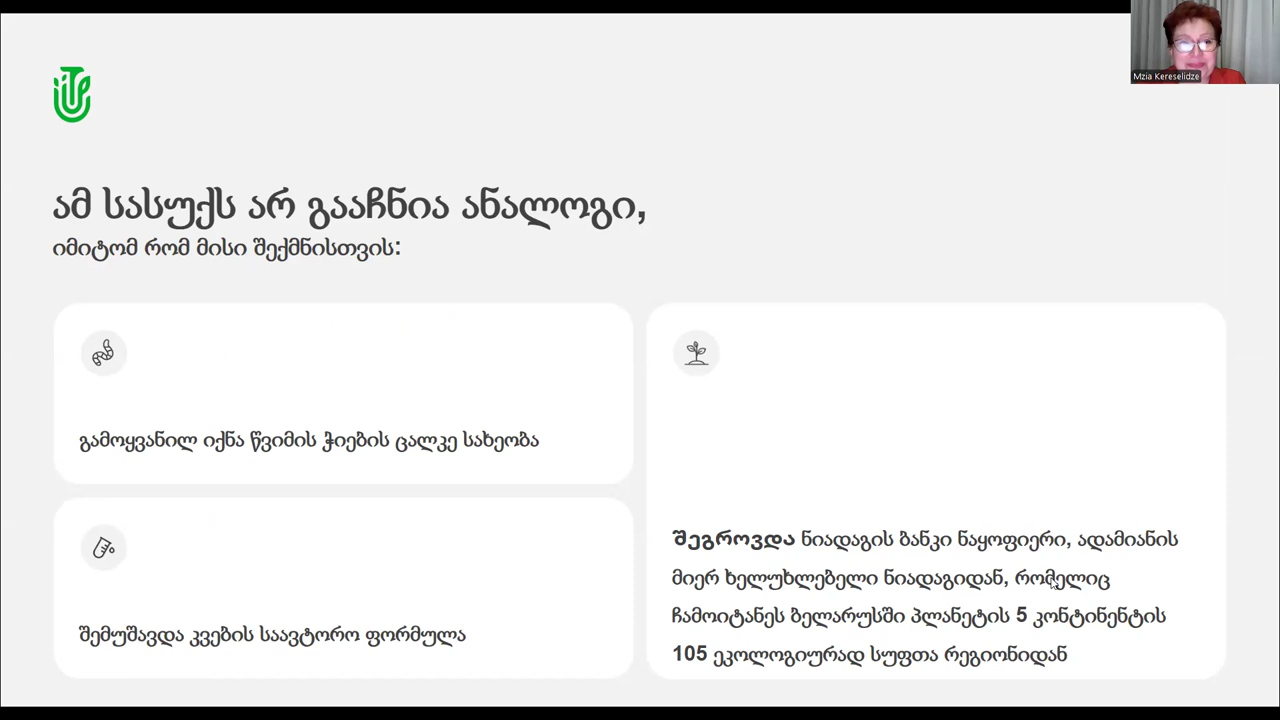 Mzia Kereselidze
ამ სასუქს არ გააჩნია ანალოგი,
იმიტომ რომ მისი შექმნისთვის:
გამოყვანილ იქნა წვიმის ჭიების ცალკე სახეობა
შემუშავდა კვების საავტორო ფორმულა
შეგროვდა ნიადაგის ბანკი ნაყოფიერი, ადამიანის
მიერ ხელუხლებელი ნიადაგიდან, რომელიც
ჩამოიტანეს ბელარუსში პლანეტის 5 კონტინენტის
105 ეკოლოგიურად სუფთა რეგიონიდან